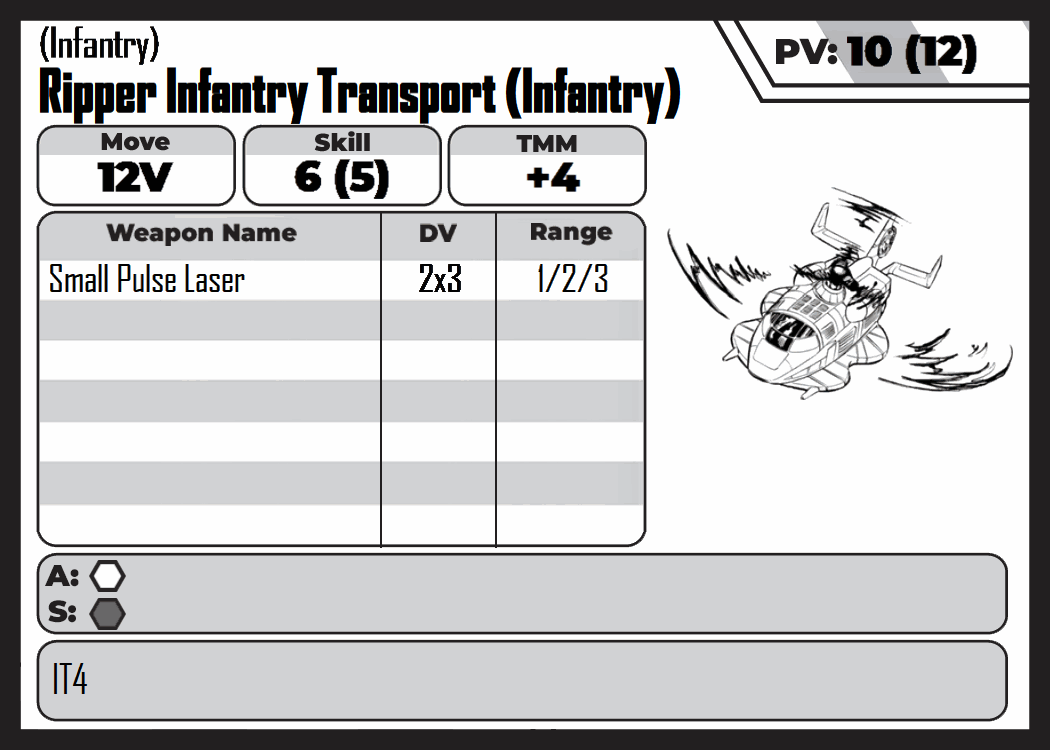 (Infantry)
PV: 10 (12)
Ripper Infantry Transport (Infantry)
Move Skill TMM
12V 6 (5) +4
Weapon Name DV Range
Small Pulse Laser 2x3 1/2/3
A:
S:
IT4